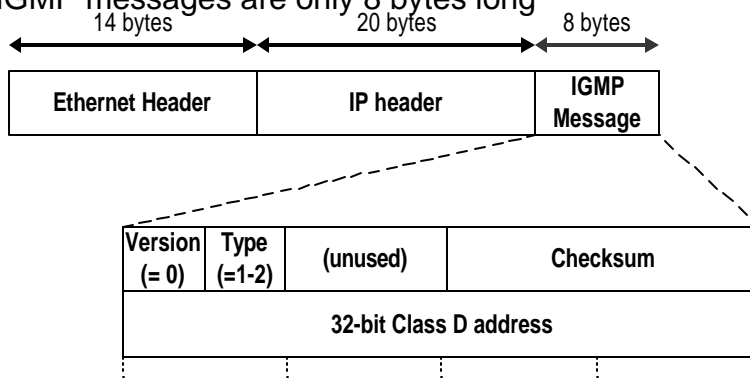 IGMP messages are only 8 bytes long
14 bytes 20 bytes 8 bytes
Ethernet Header IP header IGMP Message
Version (= 0) Type (=1-2) (unused) Checksum
32-bit Class D address